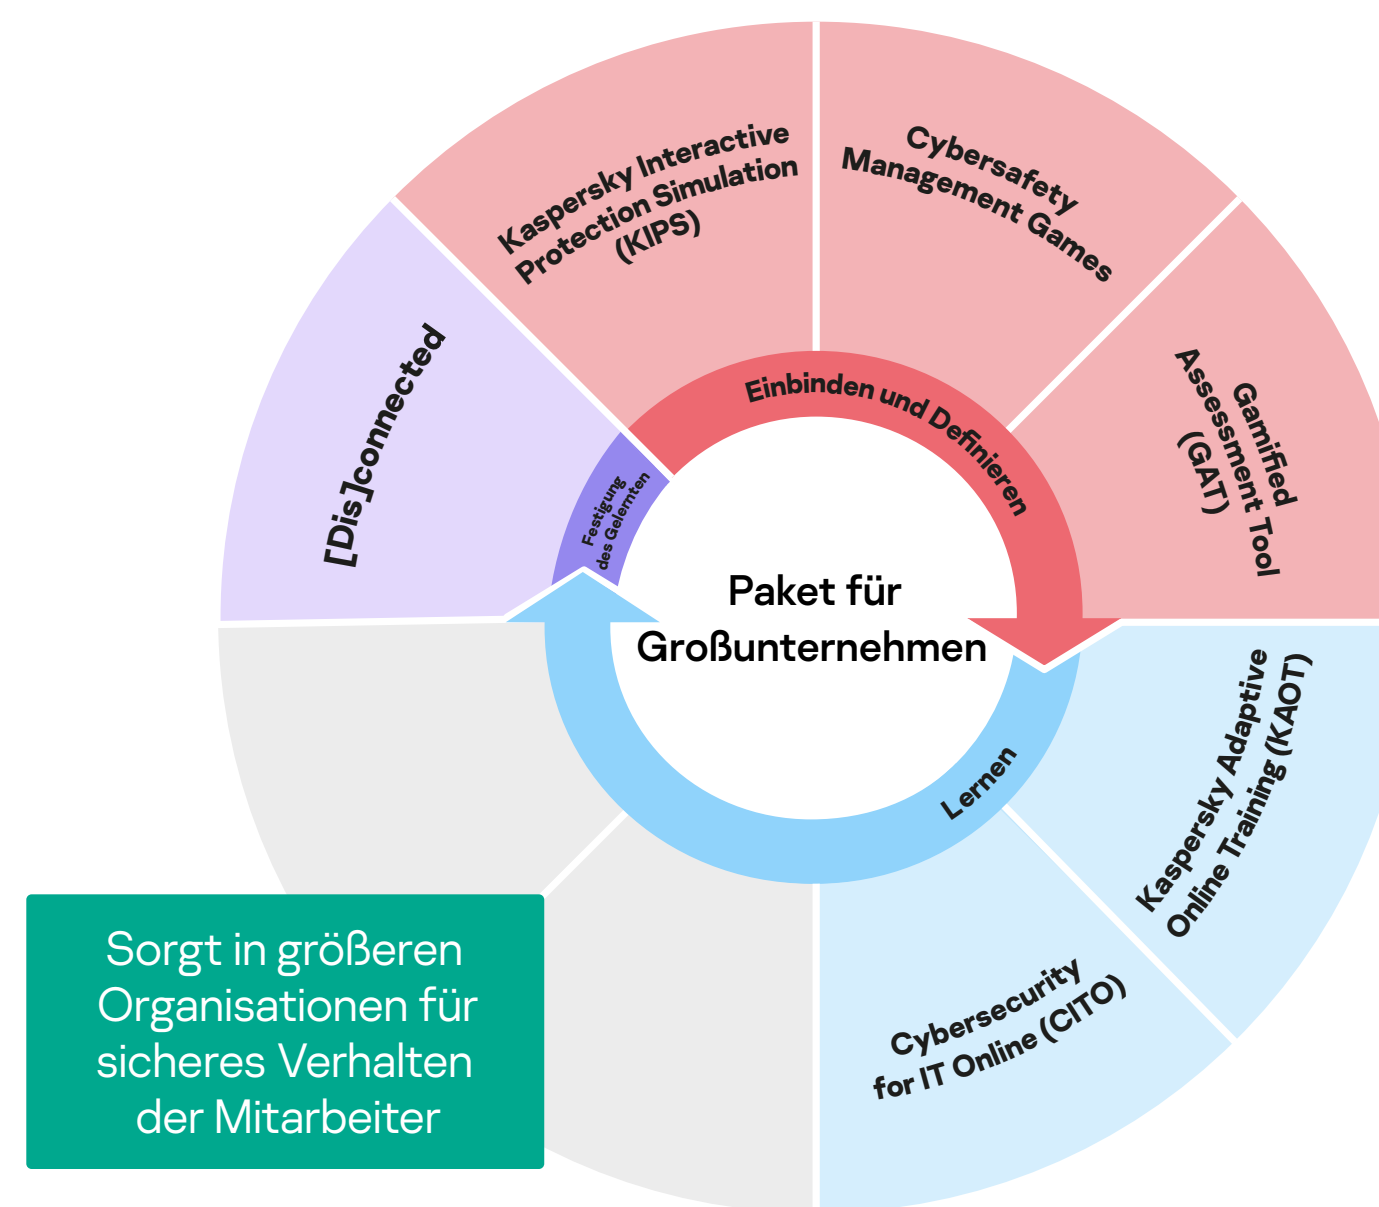 Kaspersky Interactive
Protection Simulation
(KIPS)
Cybersafety
Management Games
Gamified
Assessment Tool
(GAT)
Kaspersky Adaptive
Online Training (KAOT)
Cybersecurity
for IT Online (CITO)
[Dis]connected
Einbinden und Definieren
Lernen
Festigung
des Gelernten
Paket für
Großunternehmen
Sorgt in größeren
Organisationen für
sicheres Verhalten
der Mitarbeiter